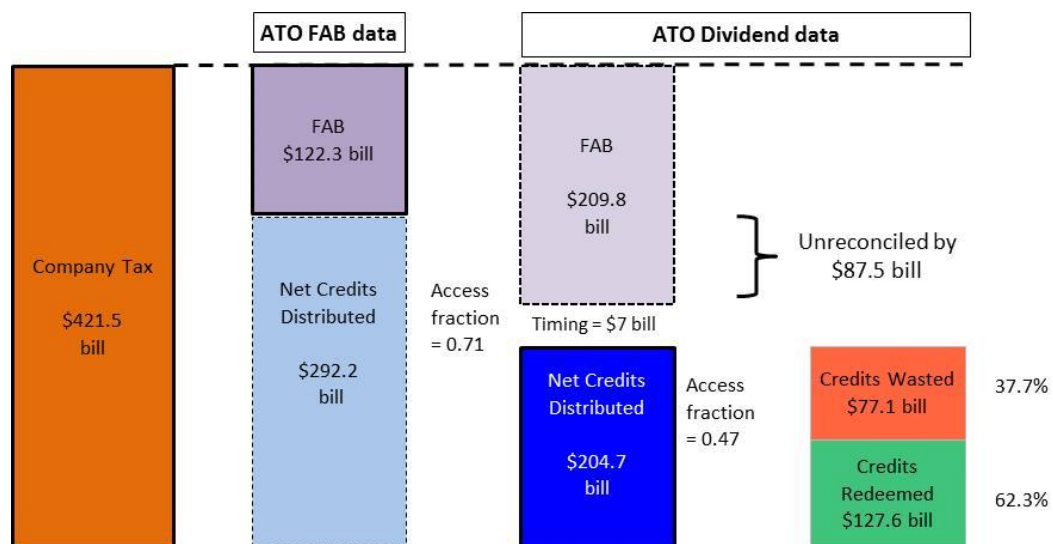 ATO FAB data
ATO Dividend data
Company Tax
$421.5
bill
FAB
$122.3 bill
Net Credits
Distributed
$292.2
bill
Access
fraction
= 0.71
FAB
$209.8
bill
Unreconciled by
$87.5 bill
Timing = $7 bill
Net Credits
Distributed
$204.7
bill
Access
fraction
= 0.47
Credits Wasted
$77.1 bill
37.7%
Credits
Redeemed
$127.6 bill
62.3%